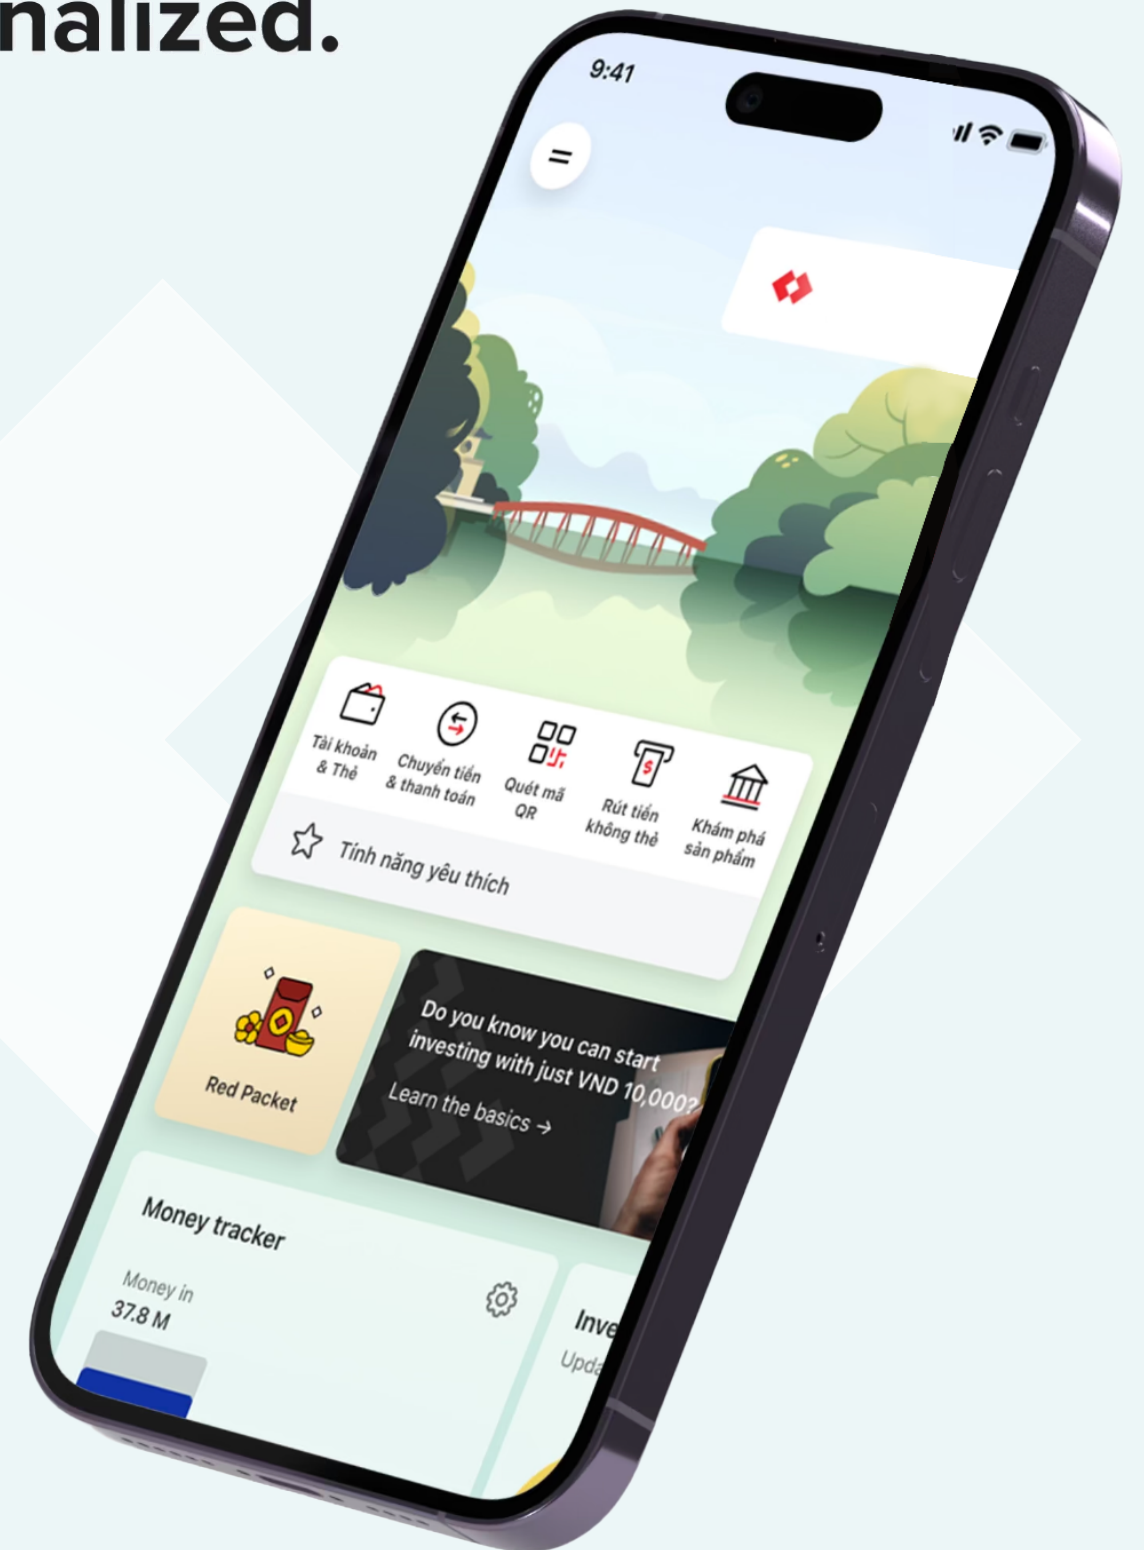 nalized.
9:41
Tài khoản
& Thẻ
Chuyển tiền
& thanh toán
Quét mã
QR
Rút tiền
không thẻ
Khám phá
sản phẩm
Tính năng yêu thích
Red Packet
Do you know you can start
investing with just VND 10,000?
Learn the basics →
Money tracker
Money in
37.8 M
Inve
Upda